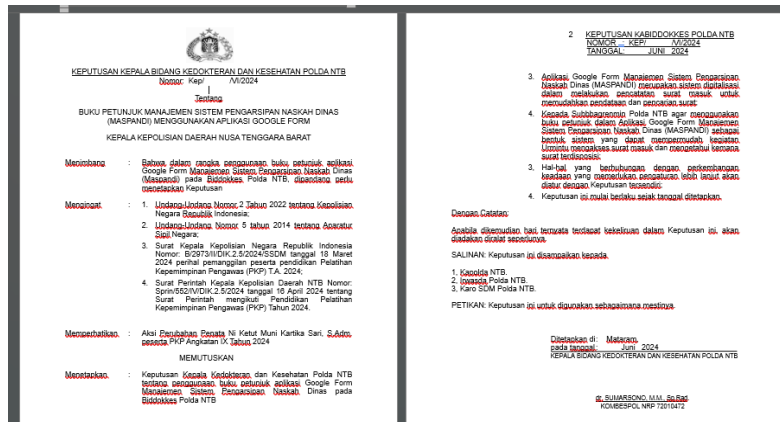 KEPUTUSAN KEPALA BIDANG KEDOKTERAN DAN KESEHATAN POLDA NTB
Nomor: Kep/ /VI/2024
Tentang
BUKU PETUNJUK MANAJEMEN SISTEM PENGARSIPAN NASKAH DINAS
(MASPANDI) MENGGUNAKAN APLIKASI GOOGLE FORM
KEPALA KEPOLISIAN DAERAH NUSA TENGGARA BARAT
Menimbang : Bahwa dalam rangka penggunaan buku petunjuk aplikasi
Google Form Manajemen Sistem Pengarsipan Naskah Dinas
(Maspandi) pada Biddokkes Polda NTB, dipandang perlu
menetapkan Keputusan
Mengingat : 1. Undang-Undang Nomor 2 Tahun 2022 tentang Kepolisian
Negara Republik Indonesia;
2. Undang-Undang Nomor 5 tahun 2014 tentang Aparatur
Sipil Negara;
3. Surat Kepala Kepolisian Negara Republik Indonesia
Nomor: B/2973/II/DIK.2.5/2024/SSDM tanggal 18 Maret
2024 perihal pemanggilan peserta pendidikan Pelatihan
Kepemimpinan Pengawas (PKP) T.A. 2024;
4. Surat Perintah Kepala Kepolisian Daerah NTB Nomor:
Sprin/552/IV/DIK.2.5/2024 tanggal 16 April 2024 tentang
Surat Perintah mengikuti Pendidikan Pelatihan
Kepemimpinan Pengawas (PKP) Tahun 2024.
Memperhatikan : Aksi Perubahan Penata Ni Ketut Muni Kartika Sari, S.Adm.
peserta PKP Angkatan IX Tahun 2024
MEMUTUSKAN
Menetapkan : Keputusan Kepala Kedokteran dan Kesehatan Polda NTB
tentang penggunaan buku petunjuk aplikasi Google Form
Manajemen Sistem Pengarsipan Naskah Dinas pada
Biddokkes Polda NTB
2 KEPUTUSAN KABIDDOKKES POLDA NTB
NOMOR : KEP/ /VI/2024
TANGGAL: JUNI 2024
3. Aplikasi Google Form Manajemen Sistem Pengarsipan
Naskah Dinas (MASPANDI) merupakan sistem digitalisasi
dalam melakukan pencatatan surat masuk untuk
memudahkan pendataan dan pencarian surat;
4. Kepada Subbagrenmin Polda NTB agar menggunakan
buku petunjuk dalam Aplikasi Google Form Manajemen
Sistem Pengarsipan Naskah Dinas (MASPANDI) sebagai
bentuk sistem yang dapat mempermudah kegiatan
Urmintu mengakses surat masuk dan mengetahui kemana
surat terdisposisi;
3, Hal-hal yang berhubungan dengan perkembangan
keadaan yang memerlukan pengaturan lebih lanjut akan
diatur dengan Keputusan tersendiri;
4. Keputusan ini mulai berlaku sejak tanggal ditetapkan.
Dengan Catatan:
Apabila dikemudian hari ternyata terdapat kekeliruan dalam Keputusan ini, akan
diadakan diralat seperlunya.
SALINAN: Keputusan ini disampaikan kepada.
1. Kapolda NTB.
2. Irwasda Polda NTB.
3. Karo SDM Polda NTB.
PETIKAN: Keputusan ini untuk digunakan sebagaimana mestinya.
Ditetapkan di: Mataram.
pada tanggal: Juni 2024
KEPALA BIDANG KEDOKTERAN DAN KESEHATAN POLDA NTB
dr. SUMARSONO, M.M., Sp.Rad.
KOMBESPOL NRP 72010472